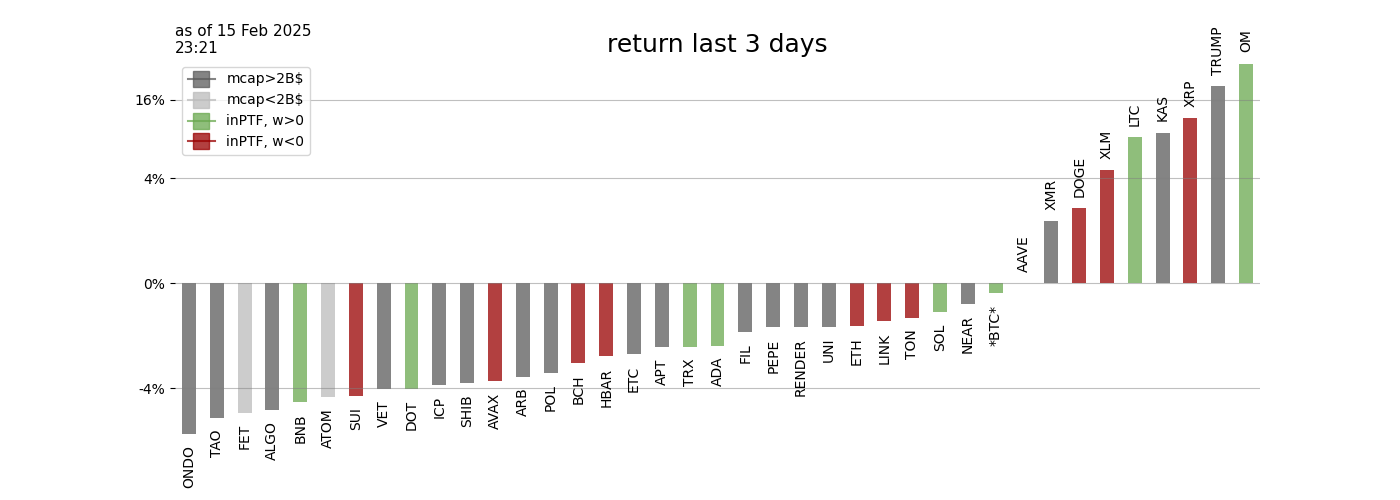 as of 15 Feb 2025
23:21
return last 3 days
mcap>2B$
mcap<2B$
inPTF, w>0
inPTF, w<0
16%
4%
0%
-4%
ONDO
TAO
FET
ALGO
BNB
ATOM
SUI
VET
DOT
ICP
SHIB
AVAX
ARB
POL
BCH
HBAR
ETC
APT
TRX
ADA
FIL
PEPE
RENDER
UNI
ETH
LINK
TON
SOL
NEAR
*BTC*
AAVE
XMR
DOGE
XLM
LTC
KAS
XRP
TRUMP
OM